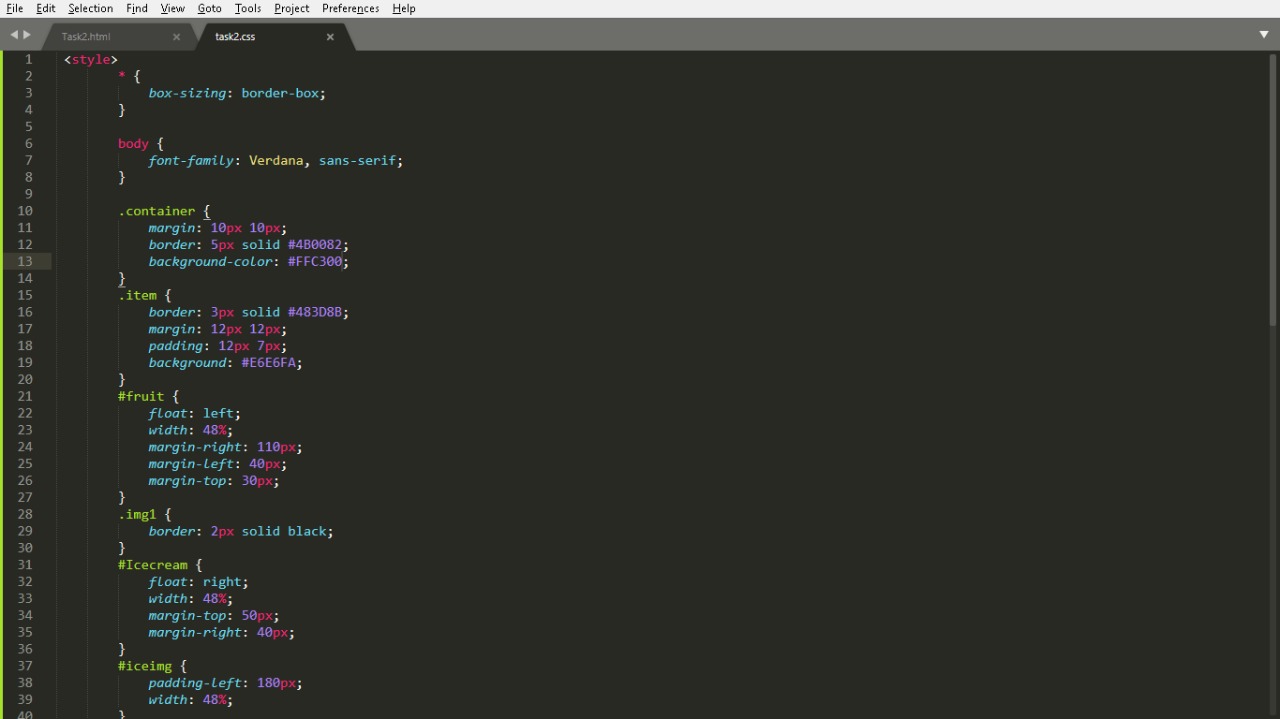 File Edit Selection Find View Goto Tools Project Preferences Help
Task2.html × task2.css ×
1 <style>
2 * {
3 box-sizing: border-box;
4 }
5
6 body {
7 font-family: Verdana, sans-serif;
8 }
9
10 .container {
11 margin: 10px 10px;
12 border: 5px solid #4B0082;
13 background-color: #FFC300;
14 }
15 .item {
16 border: 3px solid #483D8B;
17 margin: 12px 12px;
18 padding: 12px 7px;
19 background: #E6E6FA;
20 }
21 #fruit {
22 float: left;
23 width: 48%;
24 margin-right: 110px;
25 margin-left: 40px;
26 margin-top: 30px;
27 }
28 .img1 {
29 border: 2px solid black;
30 }
31 #Icecream {
32 float: right;
33 width: 48%;
34 margin-top: 50px;
35 margin-right: 40px;
36 }
37 #iceimg {
38 padding-left: 180px;
39 width: 48%;
40 }